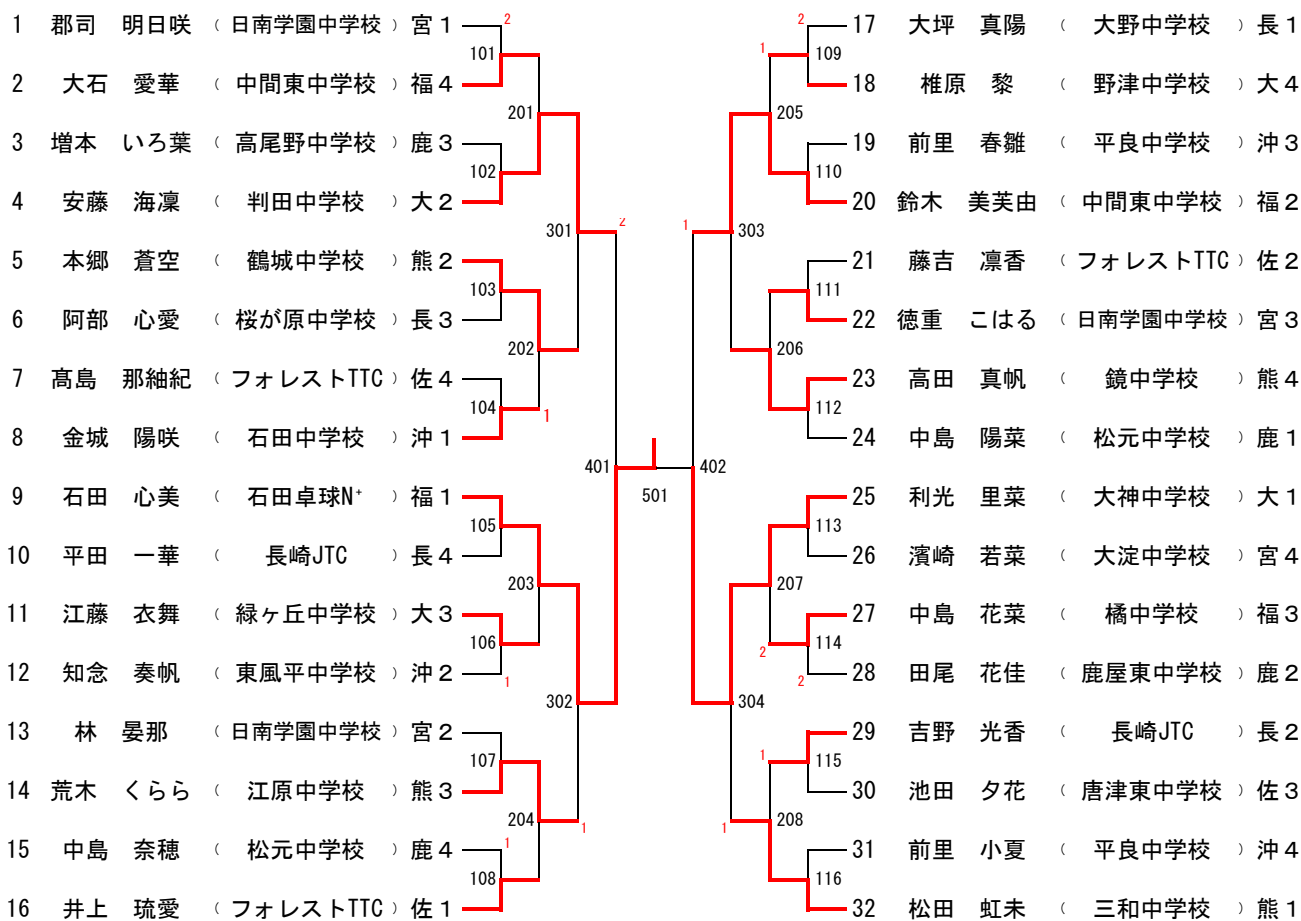 1 郡司 明日咲 （ 日南学園中学校 ） 宮 1
2 大石 愛華 （ 中間東中学校 ） 福 4
3 増本 いろ葉 （ 高尾野中学校 ） 鹿 3
4 安藤 海凜 （ 判田中学校 ） 大 2
5 本郷 蒼空 （ 鶴城中学校 ） 熊 2
6 阿部 心愛 （ 桜が原中学校 ） 長 3
7 髙島 那紬紀 （ フォレストTTC ） 佐 4
8 金城 陽咲 （ 石田中学校 ） 沖 1
9 石田 心美 （ 石田卓球N⁺ ） 福 1
10 平田 一華 （ 長崎JTC ） 長 4
11 江藤 衣舞 （ 緑ヶ丘中学校 ） 大 3
12 知念 奏帆 （ 東風平中学校 ） 沖 2
13 林 晏那 （ 日南学園中学校 ） 宮 2
14 荒木 くらら （ 江原中学校 ） 熊 3
15 中島 奈穂 （ 松元中学校 ） 鹿 4
16 井上 琉愛 （ フォレストTTC ） 佐 1
2
101
201
102
301
2
103
202
104
1
401
105
203
106
1
302
107
204
1
1
108
501
2
109
1
205
110
1
303
111
206
112
402
113
207
114
2
2
304
1
115
208
1
116
17 大坪 真陽 （ 大野中学校 ） 長 1
18 椎原 黎 （ 野津中学校 ） 大 4
19 前里 春雛 （ 平良中学校 ） 沖 3
20 鈴木 美芙由 （ 中間東中学校 ） 福 2
21 藤吉 凛香 （ フォレストTTC ） 佐 2
22 徳重 こはる （ 日南学園中学校 ） 宮 3
23 高田 真帆 （ 鏡中学校 ） 熊 4
24 中島 陽菜 （ 松元中学校 ） 鹿 1
25 利光 里菜 （ 大神中学校 ） 大 1
26 濱崎 若菜 （ 大淀中学校 ） 宮 4
27 中島 花菜 （ 橘中学校 ） 福 3
28 田尾 花佳 （ 鹿屋東中学校 ） 鹿 2
29 吉野 光香 （ 長崎JTC ） 長 2
30 池田 夕花 （ 唐津東中学校 ） 佐 3
31 前里 小夏 （ 平良中学校 ） 沖 4
32 松田 虹未 （ 三和中学校 ） 熊 1